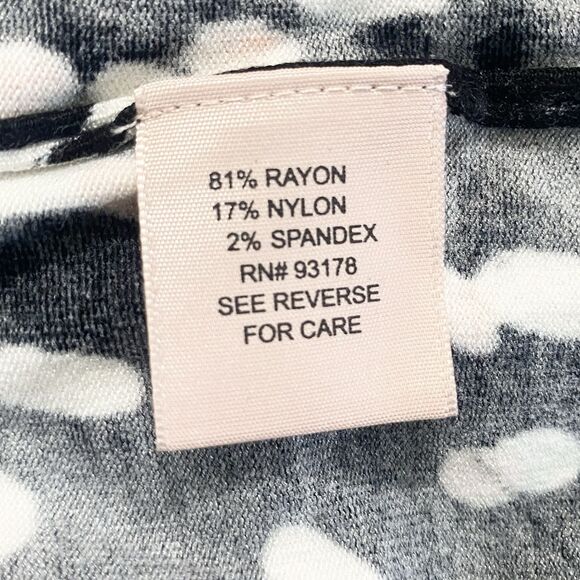 81% RAYON
17% NYLON
2% SPANDEX
RN# 93178
SEE REVERSE
FOR CARE